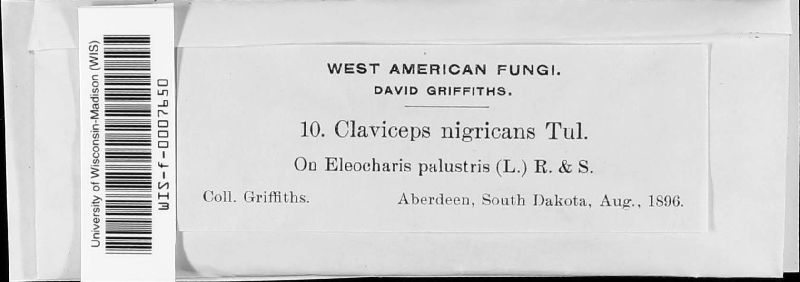 University of Wisconsin-Madison (WIS)
WIS-f-0007650
WEST AMERICAN FUNGI.
DAVID GRIFFITHS.
10. Claviceps nigricans Tul.
On Eleocharis palustris (L.) R. & S.
Coll. Griffiths. Aberdeen, South Dakota, Aug., 1896.